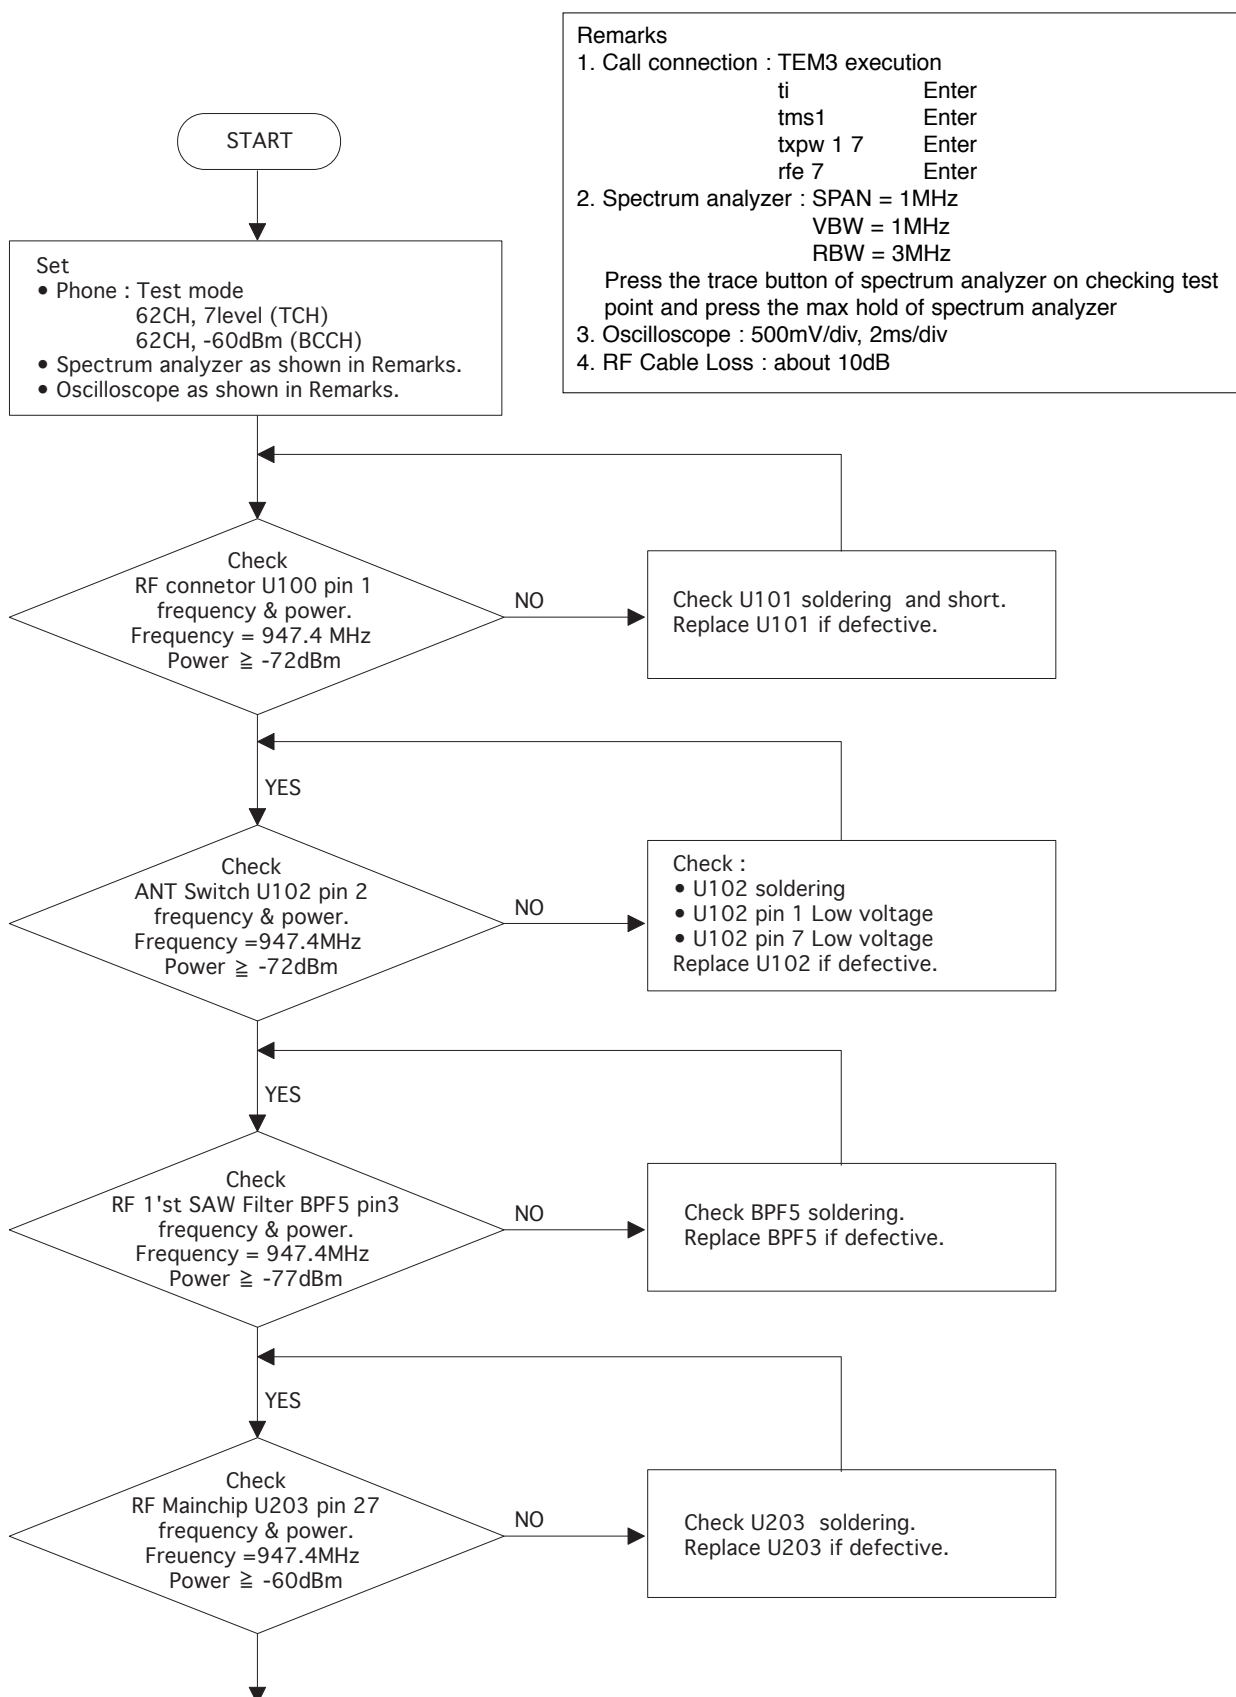 Remarks
1. Call connection : TEM3 execution
ti Enter
tms1 Enter
txpw 1 7 Enter
rfe 7 Enter
2. Spectrum analyzer : SPAN = 1MHz
VBW = 1MHz
RBW = 3MHz
Press the trace button of spectrum analyzer on checking test
point and press the max hold of spectrum analyzer
3. Oscilloscope : 500mV/div, 2ms/div
4. RF Cable Loss : about 10dB
START
Set
• Phone : Test mode
62CH, 7level (TCH)
62CH, -60dBm (BCCH)
• Spectrum analyzer as shown in Remarks.
• Oscilloscope as shown in Remarks.
Check
RF connetor U100 pin 1
frequency & power.
Frequency = 947.4 MHz
Power ≧ -72dBm
NO
Check U101 soldering and short.
Replace U101 if defective.
YES
Check
ANT Switch U102 pin 2
frequency & power.
Frequency =947.4MHz
Power ≧ -72dBm
NO
Check :
• U102 soldering
• U102 pin 1 Low voltage
• U102 pin 7 Low voltage
Replace U102 if defective.
YES
Check
RF 1'st SAW Filter BPF5 pin3
frequency & power.
Frequency = 947.4MHz
Power ≧ -77dBm
NO
Check BPF5 soldering.
Replace BPF5 if defective.
YES
Check
RF Mainchip U203 pin 27
frequency & power.
Freuency =947.4MHz
Power ≧ -60dBm
NO
Check U203 soldering.
Replace U203 if defective.